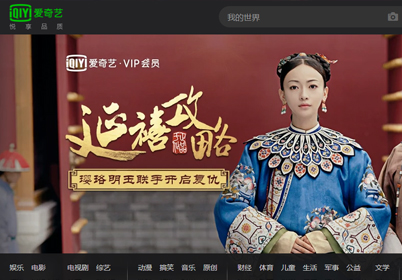 iQIYI 爱奇艺
悦享品质
我的世界
iQIYI 爱奇艺·VIP会员
延禧攻略
璎珞明玉联手开启复仇
娱乐 电影 电视剧 综艺 动漫 搞笑 音乐 原创 财经 体育 儿童 生活 军事 公益 文学